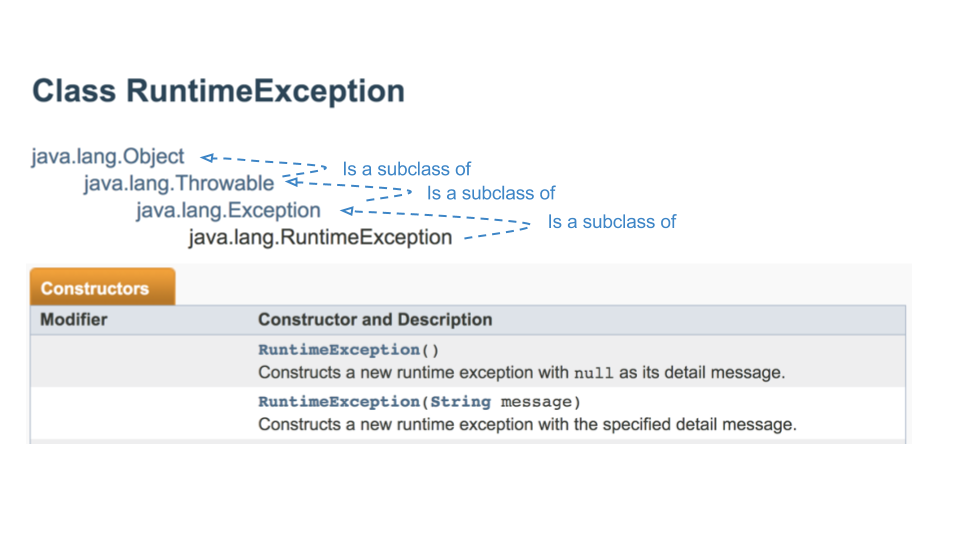 Class RuntimeException
java.lang.Object
Is a subclass of
java.lang.Throwable
Is a subclass of
java.lang.Exception
Is a subclass of
java.lang.RuntimeException
Constructors
Modifier Constructor and Description
RuntimeException()
Constructs a new runtime exception with null as its detail message.
RuntimeException(String message)
Constructs a new runtime exception with the specified detail message.